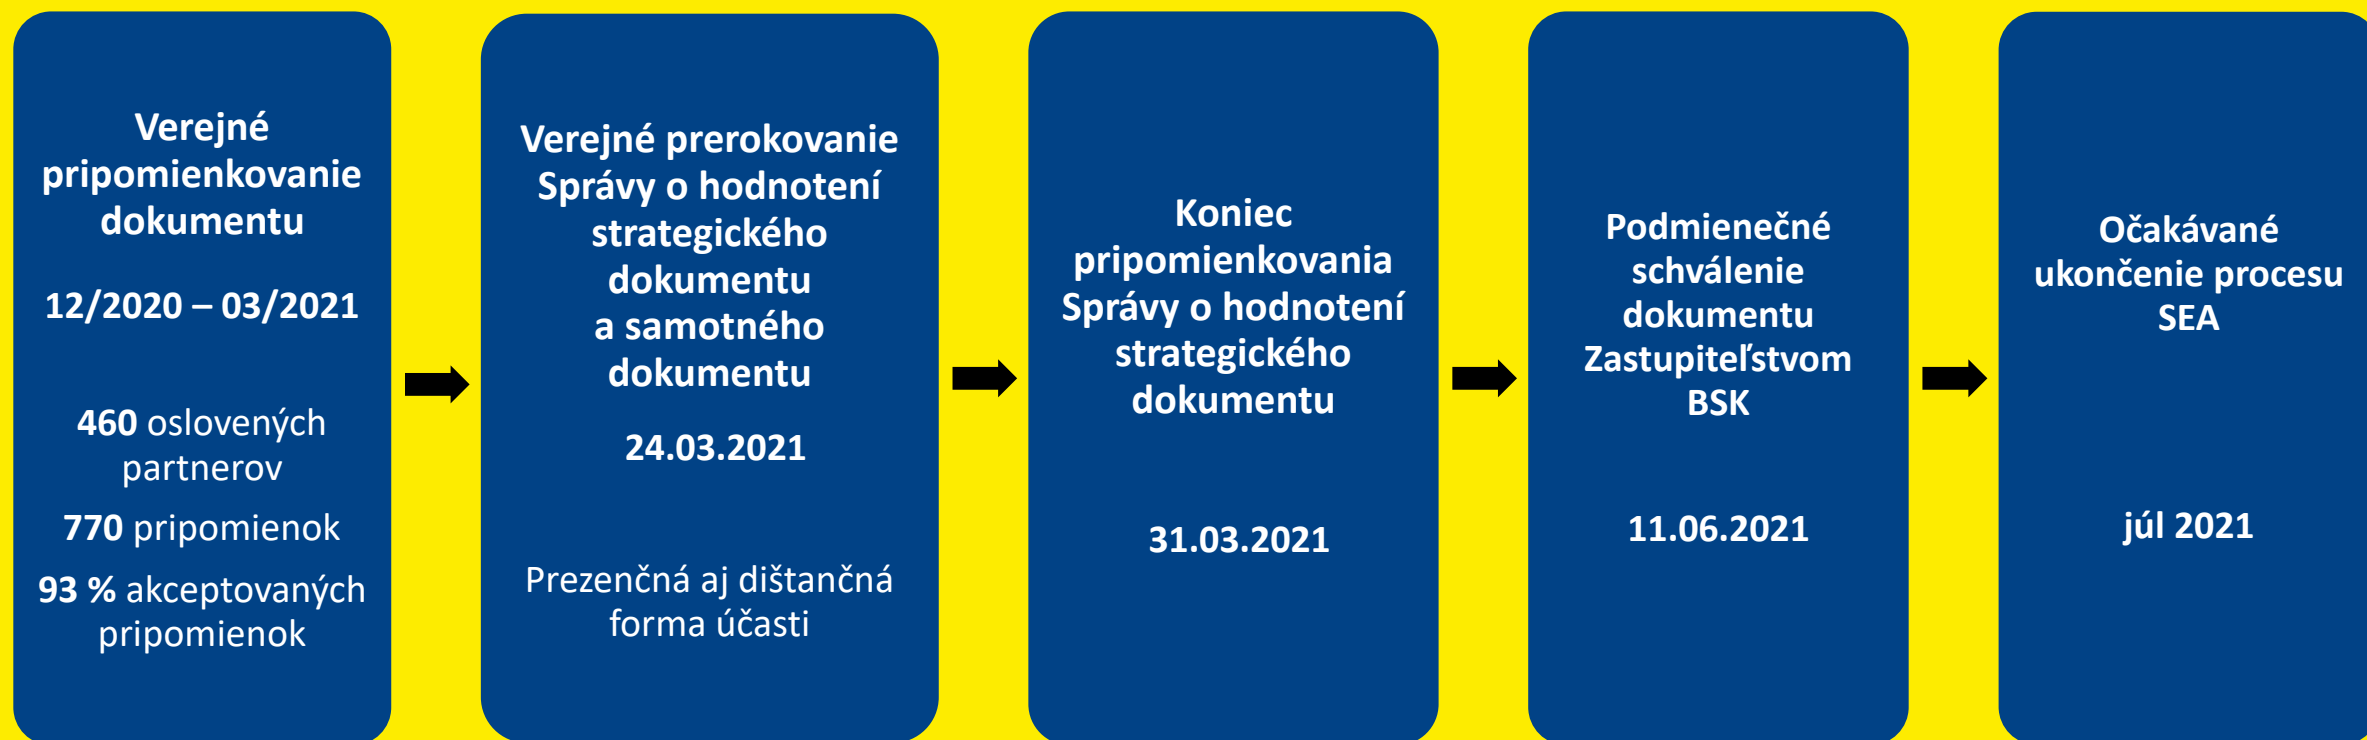 Verejné
pripomienkovanie
dokumentu
12/2020 – 03/2021
460 oslovených
partnerov
770 pripomienok
93 % akceptovaných
pripomienok
Verejné prerokovanie
Správy o hodnotení
strategického
dokumentu
a samotného
dokumentu
24.03.2021
Prezenčná aj dištančná
forma účasti
Koniec
pripomienkovania
Správy o hodnotení
strategického
dokumentu
31.03.2021
Podmienečné
schválenie
dokumentu
Zastupiteľstvom
BSK
11.06.2021
Očakávané
ukončenie procesu
SEA
júl 2021